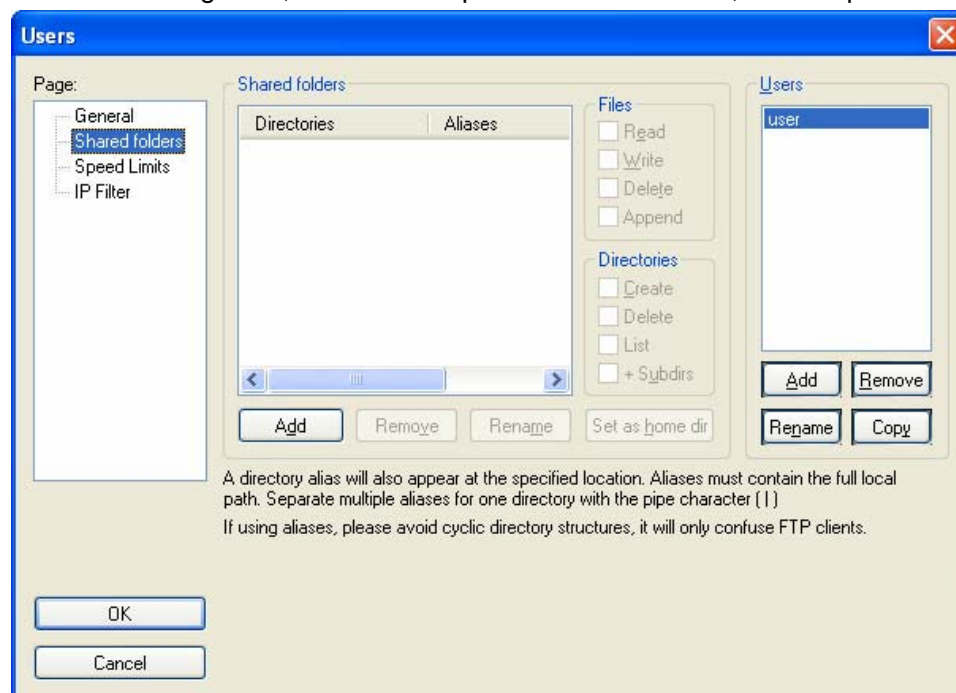 Users
Page:
General
Shared folders
Speed Limits
IP Filter
Shared folders
Directories Aliases
Files
Read
Write
Delete
Append
Directories
Create
Delete
List
+ Subdirs
Add Remove Rename Set as home dir
Users
user
Add Remove
Rename Copy
A directory alias will also appear at the specified location. Aliases must contain the full local
path. Separate multiple aliases for one directory with the pipe character ( | )
If using aliases, please avoid cyclic directory structures, it will only confuse FTP clients.
OK
Cancel